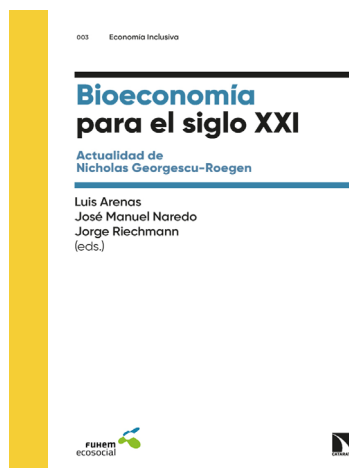 003 Economía Inclusiva
Bioeconomía
para el siglo XXI
Actualidad de
Nicholas Georgescu-Roegen
Luis Arenas
José Manuel Naredo
Jorge Riechmann
(eds.)
FUHEM
ecosocial